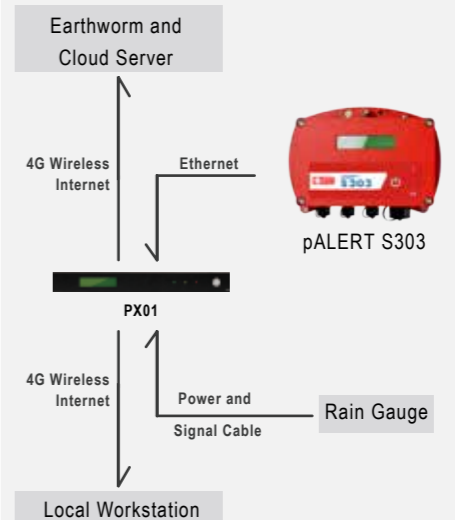 Earthworm and
Cloud Server
4G Wireless
Internet
Ethernet
S303
pALERT S303
PX01
4G Wireless
Internet
Power and
Signal Cable
Rain Gauge
Local Workstation